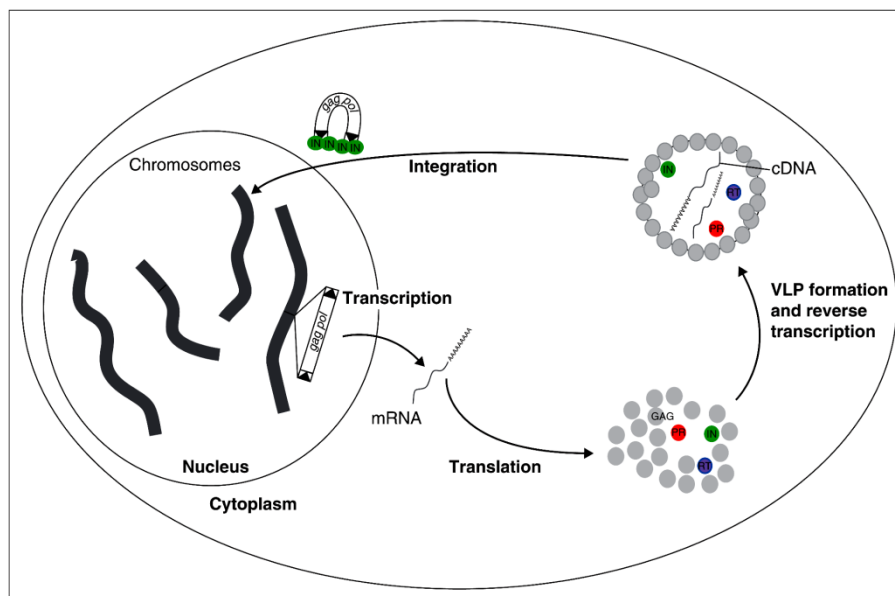 gag pol
IN IN IN IN
Chromosomes
Integration
IN
cDNA
RT
PR
Transcription
gag pol
VLP formation
and reverse
transcription
AAAAAAAA
mRNA
GAG
PR
IN
RT
Translation
Nucleus
Cytoplasm